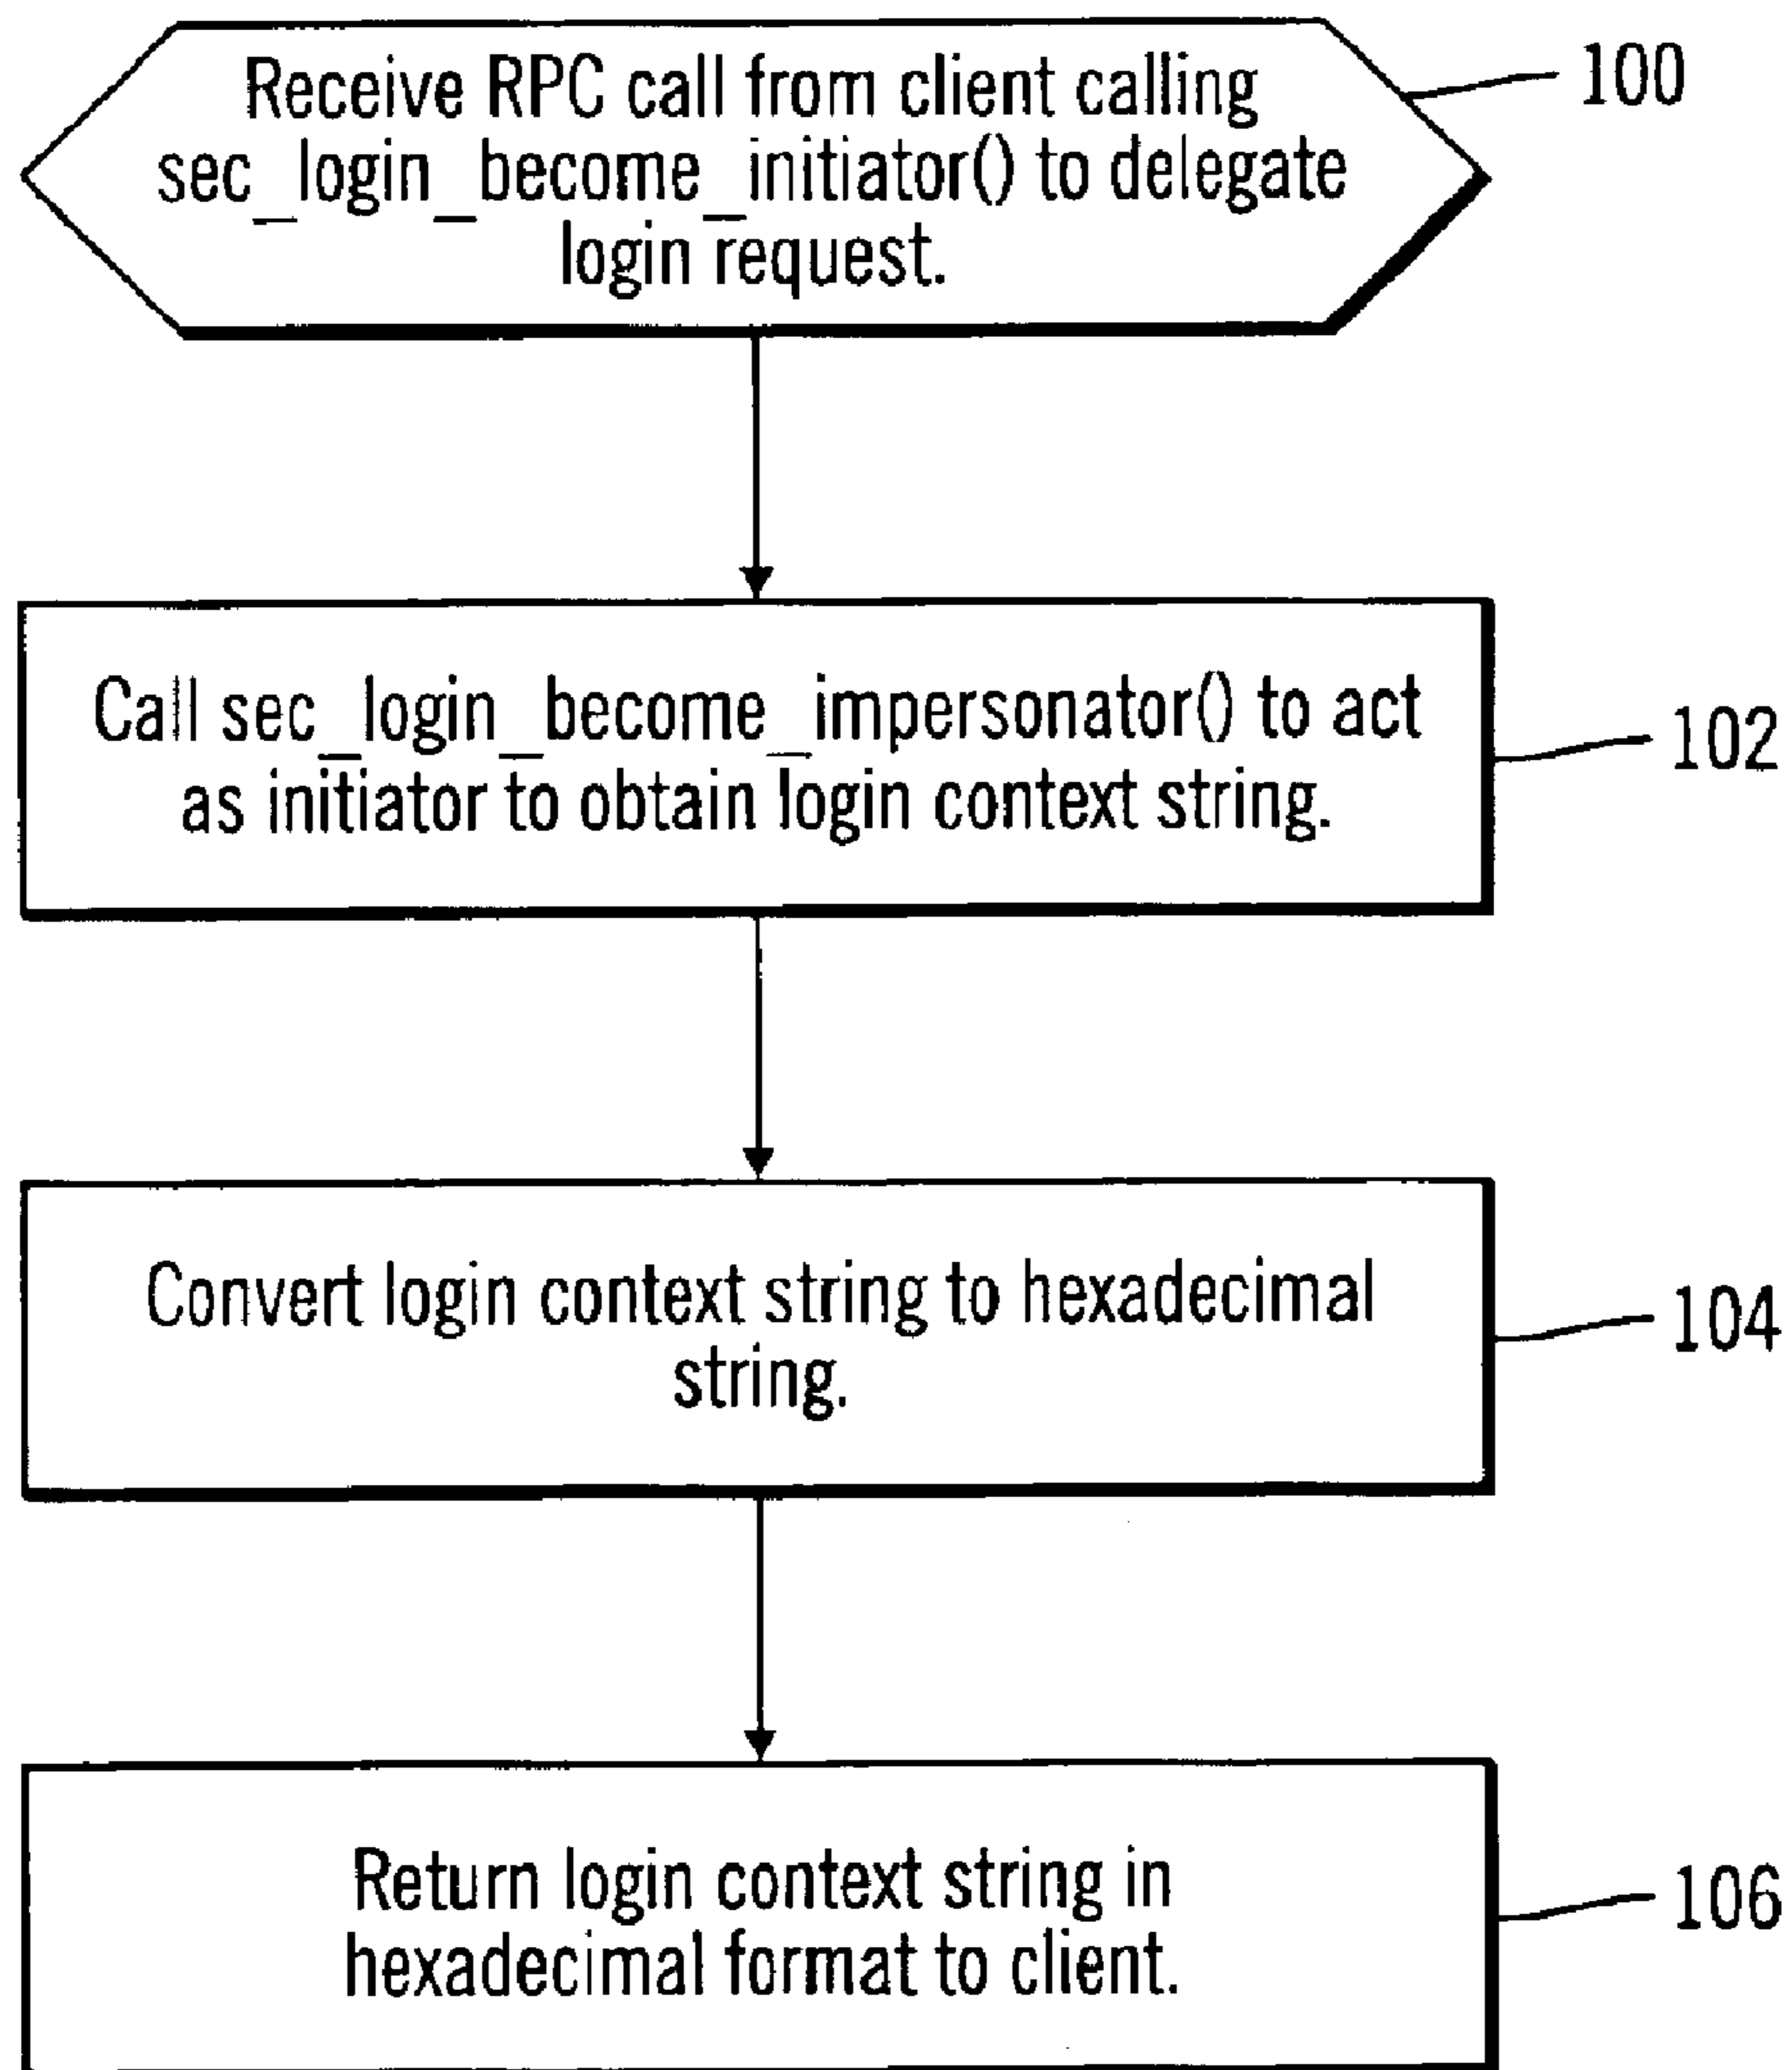 Receive RPC call from client calling
100
sec_login_become_initiator() to delegate
login request.
Call sec_login_become_impersonator() to act
102
as initiator to obtain login context string.
Convert login context string to hexadecimal
104
string.
Return login context string in
106
hexadecimal format to client.